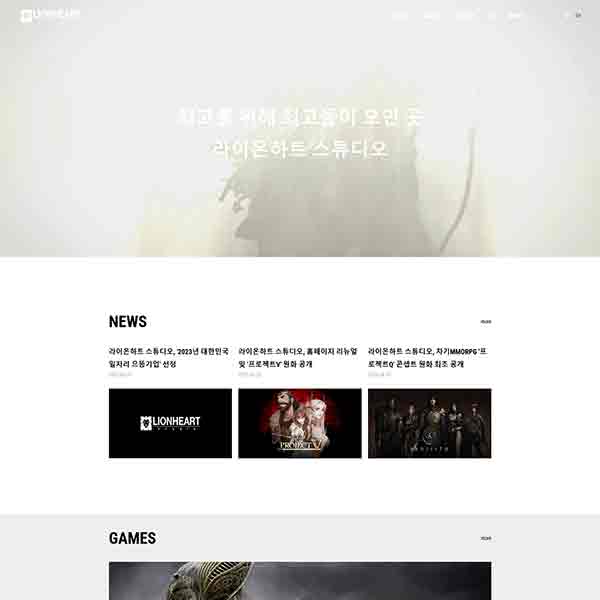 LIONHEART
최고를 위해 최고들이 모인 곳
라이온하트 스튜디오
NEWS
more
라이온하트 스튜디오, '2023년 대한민국
일자리 으뜸기업' 선정
라이온하트 스튜디오, 홈페이지 리뉴얼
및 '프로젝트V' 원화 공개
라이온하트 스튜디오, 차기MMORPG '프
로젝트Q' 콘셉트 원화 최초 공개
LIONHEART
STUDIO
PROJECT V
GAMES
more